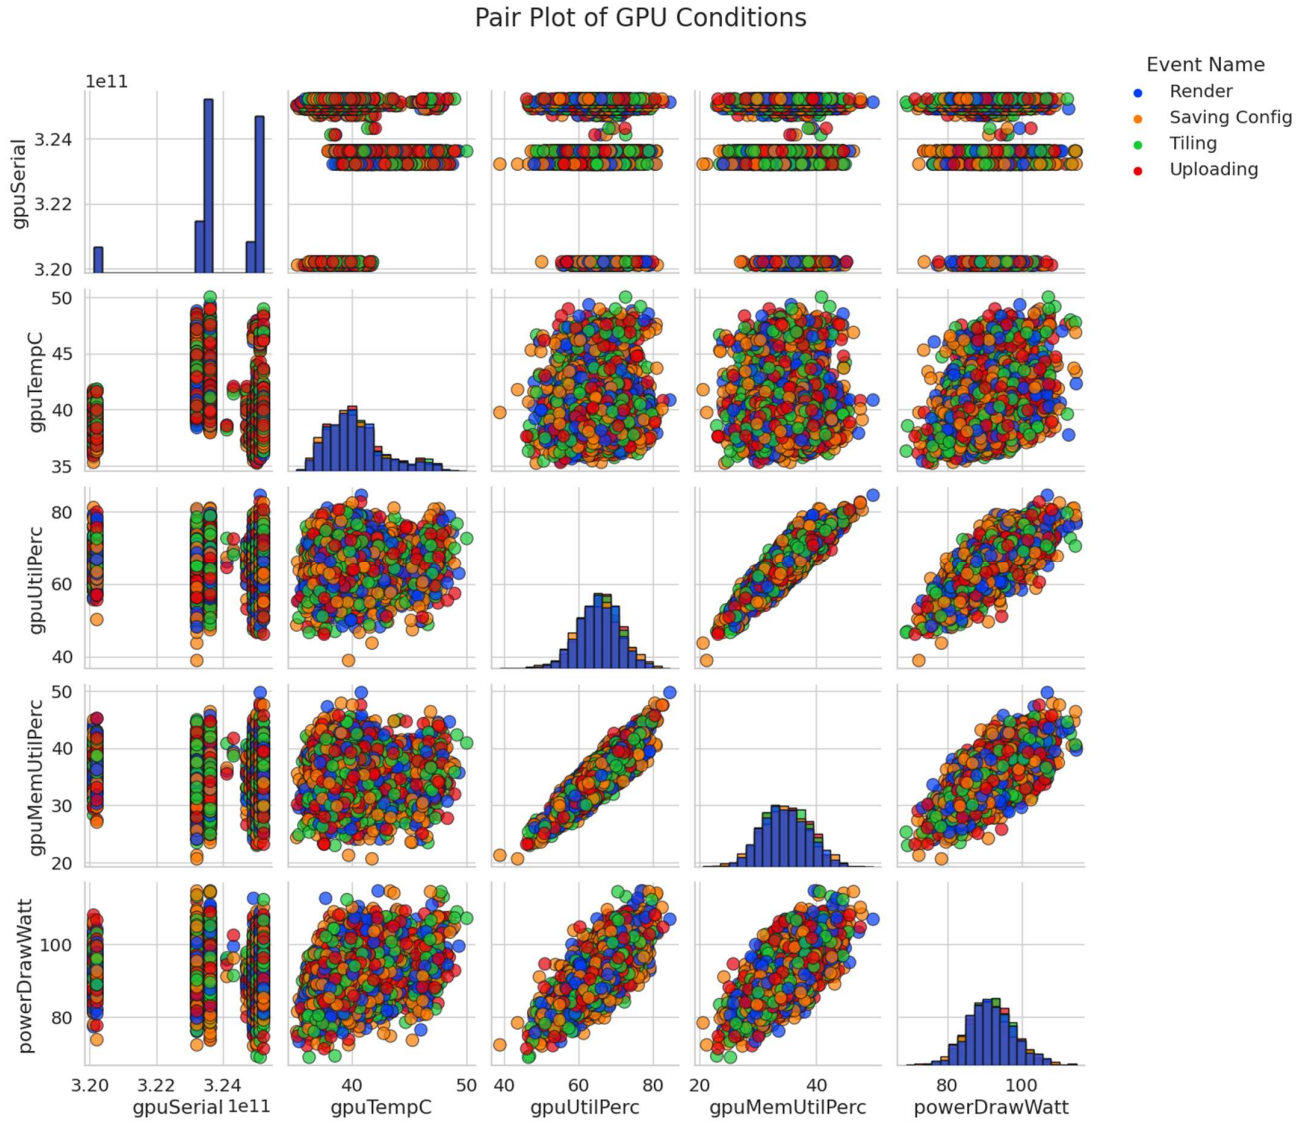 Pair Plot of GPU Conditions
Event Name
Render
Saving Config
Tiling
Uploading
1e11
3.24
3.22
3.20
gpuSerial
50
45
40
35
gpuTempC
80
60
40
gpuUtilPerc
50
40
30
20
gpuMemUtilPerc
100
80
powerDrawWatt
3.20 3.22 3.24
gpuSerial 1e11
40 50
gpuTempC
40 60 80
gpuUtilPerc
20 40
gpuMemUtilPerc
80 100
powerDrawWatt